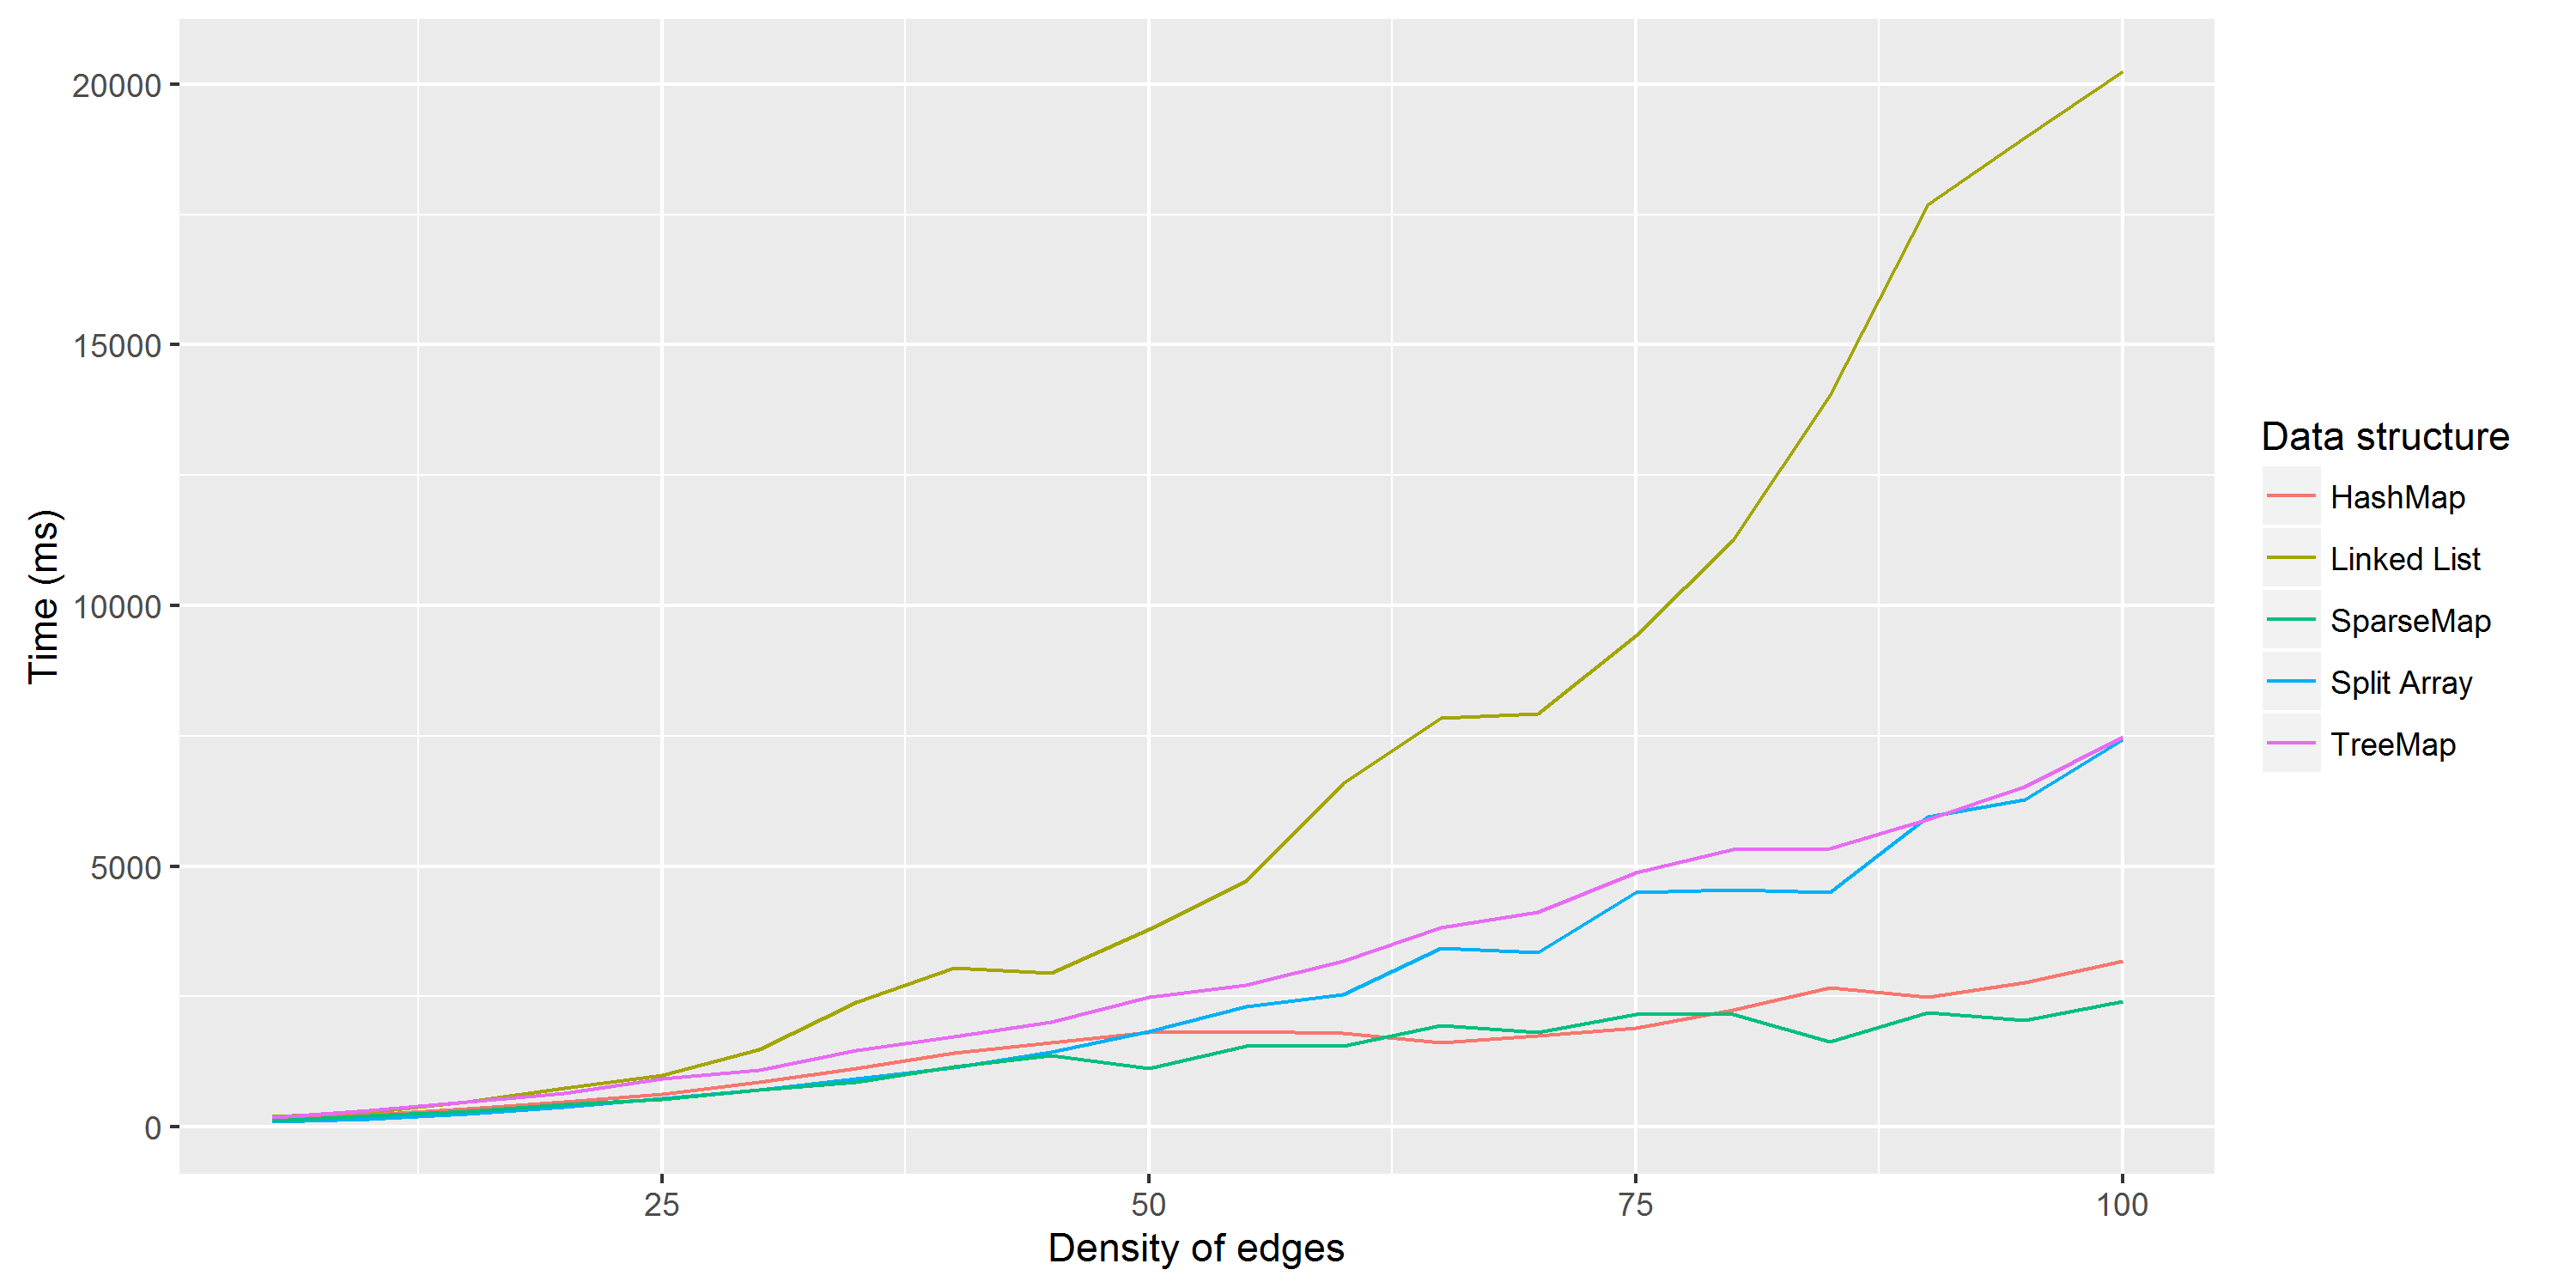 20000
15000
10000
5000
0
Time (ms)
25 50 75 100
Density of edges
Data structure
HashMap
Linked List
SparseMap
Split Array
TreeMap